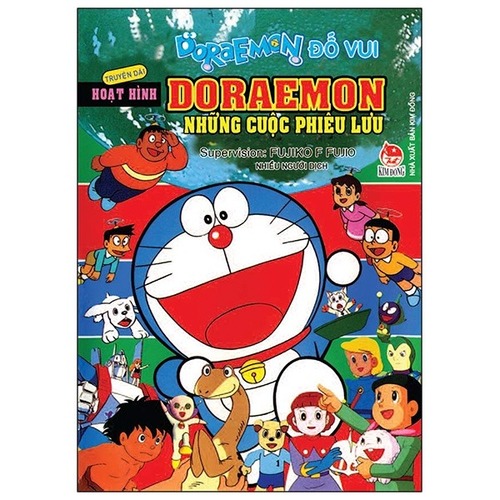 DORAEMON ĐỐ VUI
TRUYỆN DÀI
HOẠT HÌNH
DORAEMON
NHỮNG CUỘC PHIÊU LƯU
Supervision: FUJIKO F FUJIO
NHIỀU NGƯỜI DỊCH
KIM ĐỒNG
NHÀ XUẤT BẢN KIM ĐỒNG